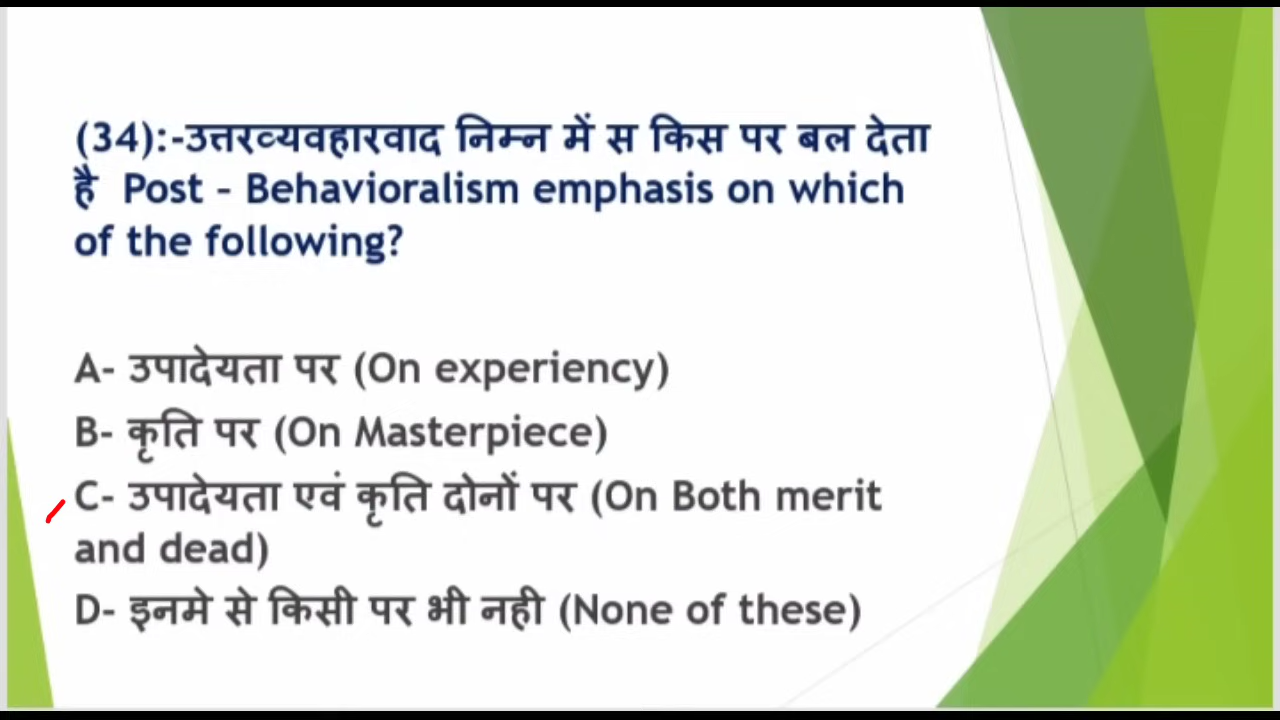 (34):-उत्तरव्यवहारवाद निम्न में स किस पर बल देता
है Post – Behavioralism emphasis on which
of the following?
A- उपादेयता पर (On experiency)
B- कृति पर (On Masterpiece)
C- उपादेयता एवं कृति दोनों पर (On Both merit
and dead)
D- इनमे से किसी पर भी नही (None of these)